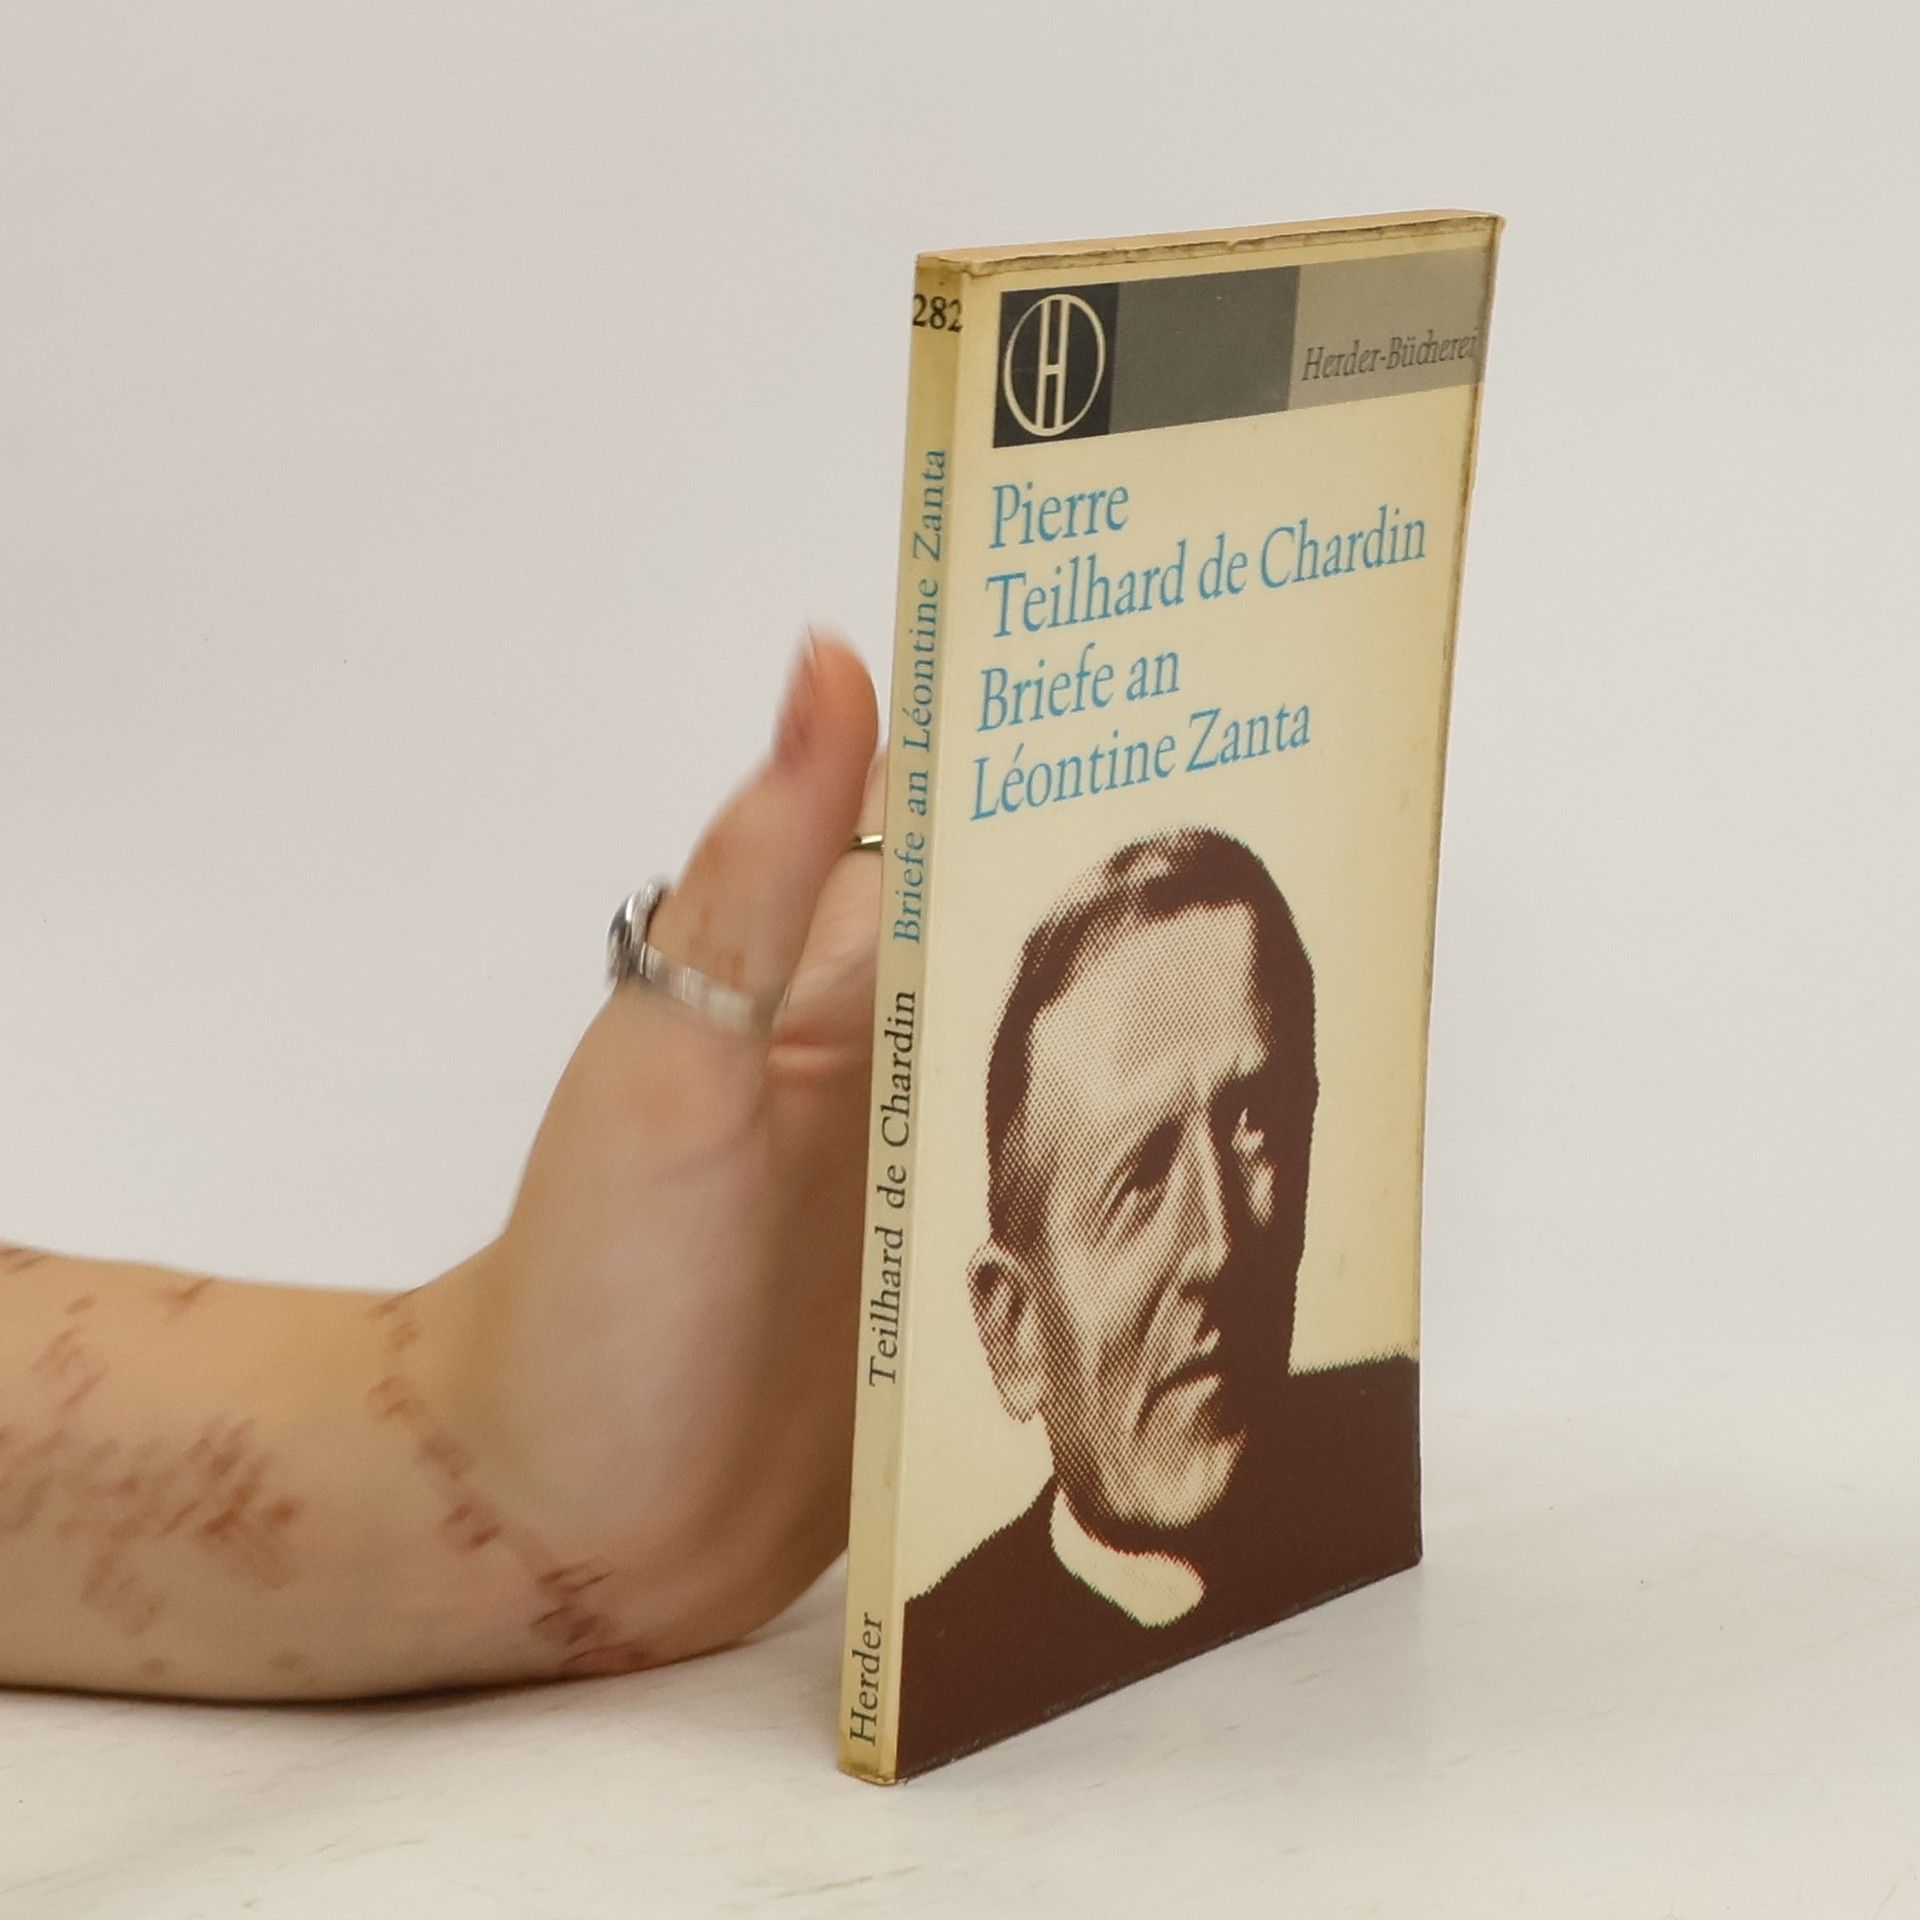 282
Herder-Bücherei
Pierre
Teilhard de Chardin
Briefe an
Léontine Zanta
Herder Teilhard de Chardin Briefe an Léontine Zanta